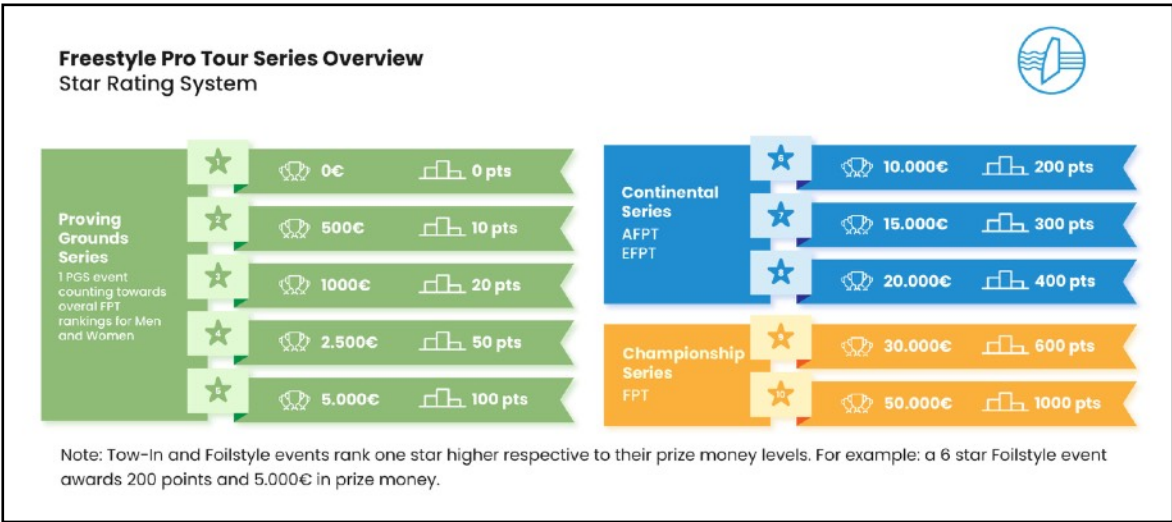 Freestyle Pro Tour Series Overview
Star Rating System
Proving
Grounds
Series
1 PGS event
counting towards
overal FPT
rankings for Men
and Women
1
0€ 0 pts
2
500€ 10 pts
3
1000€ 20 pts
4
2.500€ 50 pts
5
5.000€ 100 pts
Continental
Series
AFPT
EFPT
6
10.000€ 200 pts
7
15.000€ 300 pts
8
20.000€ 400 pts
Championship
Series
FPT
9
30.000€ 600 pts
10
50.000€ 1000 pts
Note: Tow-In and Foilstyle events rank one star higher respective to their prize money levels. For example: a 6 star Foilstyle event
awards 200 points and 5.000€ in prize money.